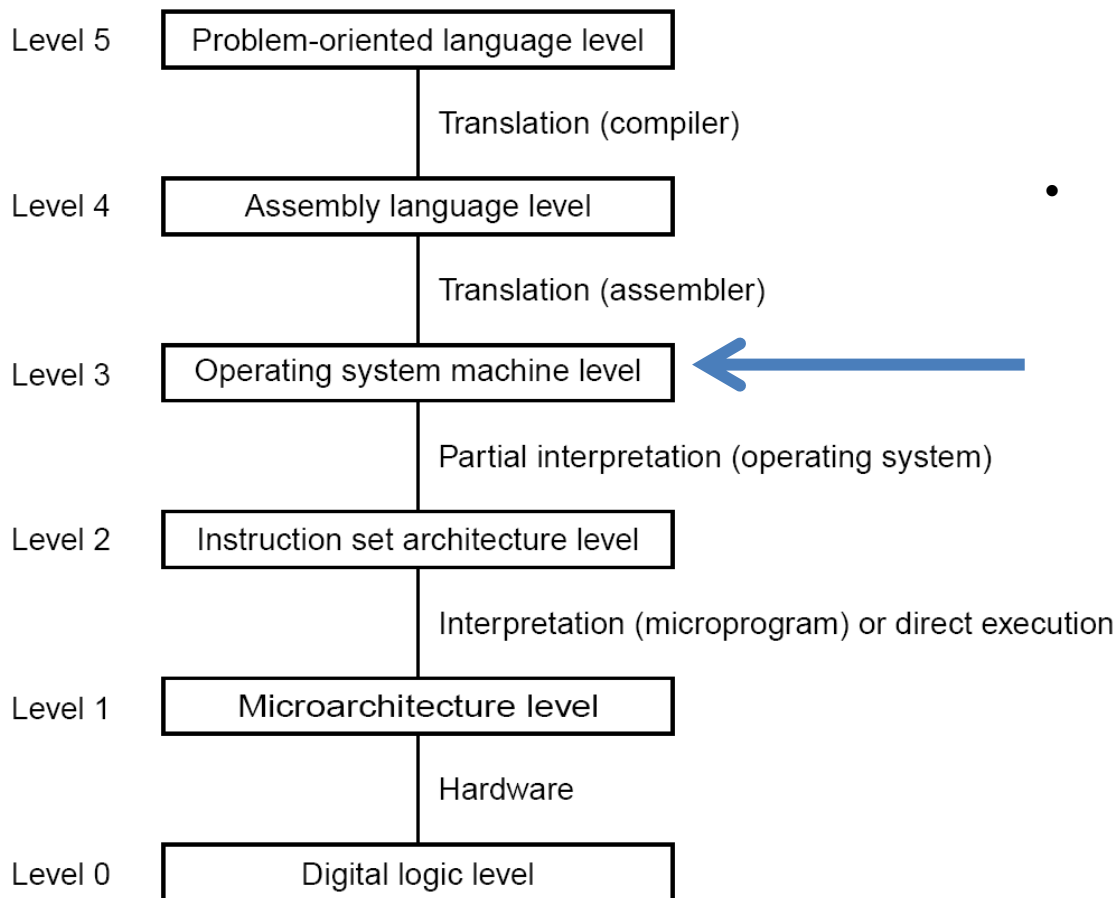 Level 5 Problem-oriented language level
Translation (compiler)
Level 4 Assembly language level
•
Translation (assembler)
Level 3 Operating system machine level
Partial interpretation (operating system)
Level 2 Instruction set architecture level
Interpretation (microprogram) or direct execution
Level 1 Microarchitecture level
Hardware
Level 0 Digital logic level